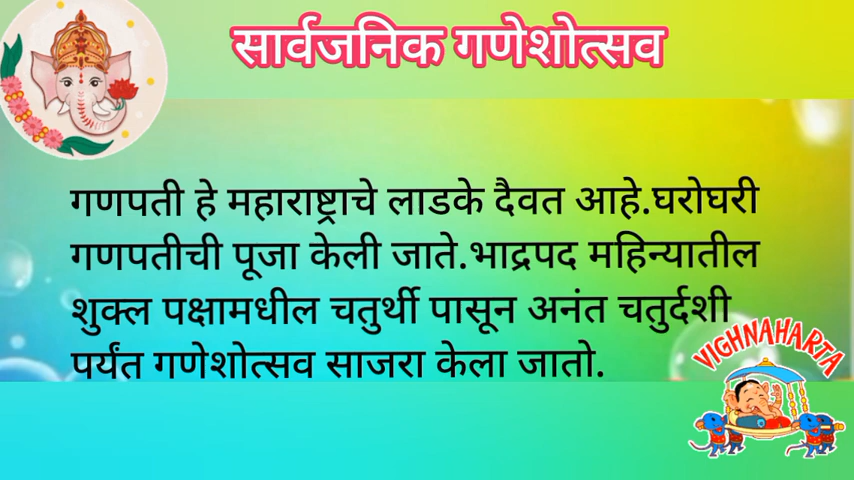 सार्वजनिक गणेशोत्सव
गणपती हे महाराष्ट्राचे लाडके दैवत आहे.घरोघरी
गणपतीची पूजा केली जाते.भाद्रपद महिन्यातील
शुक्ल पक्षामधील चतुर्थी पासून अनंत चतुर्दशी
पर्यंत गणेशोत्सव साजरा केला जातो.
VIGHNAHARTA